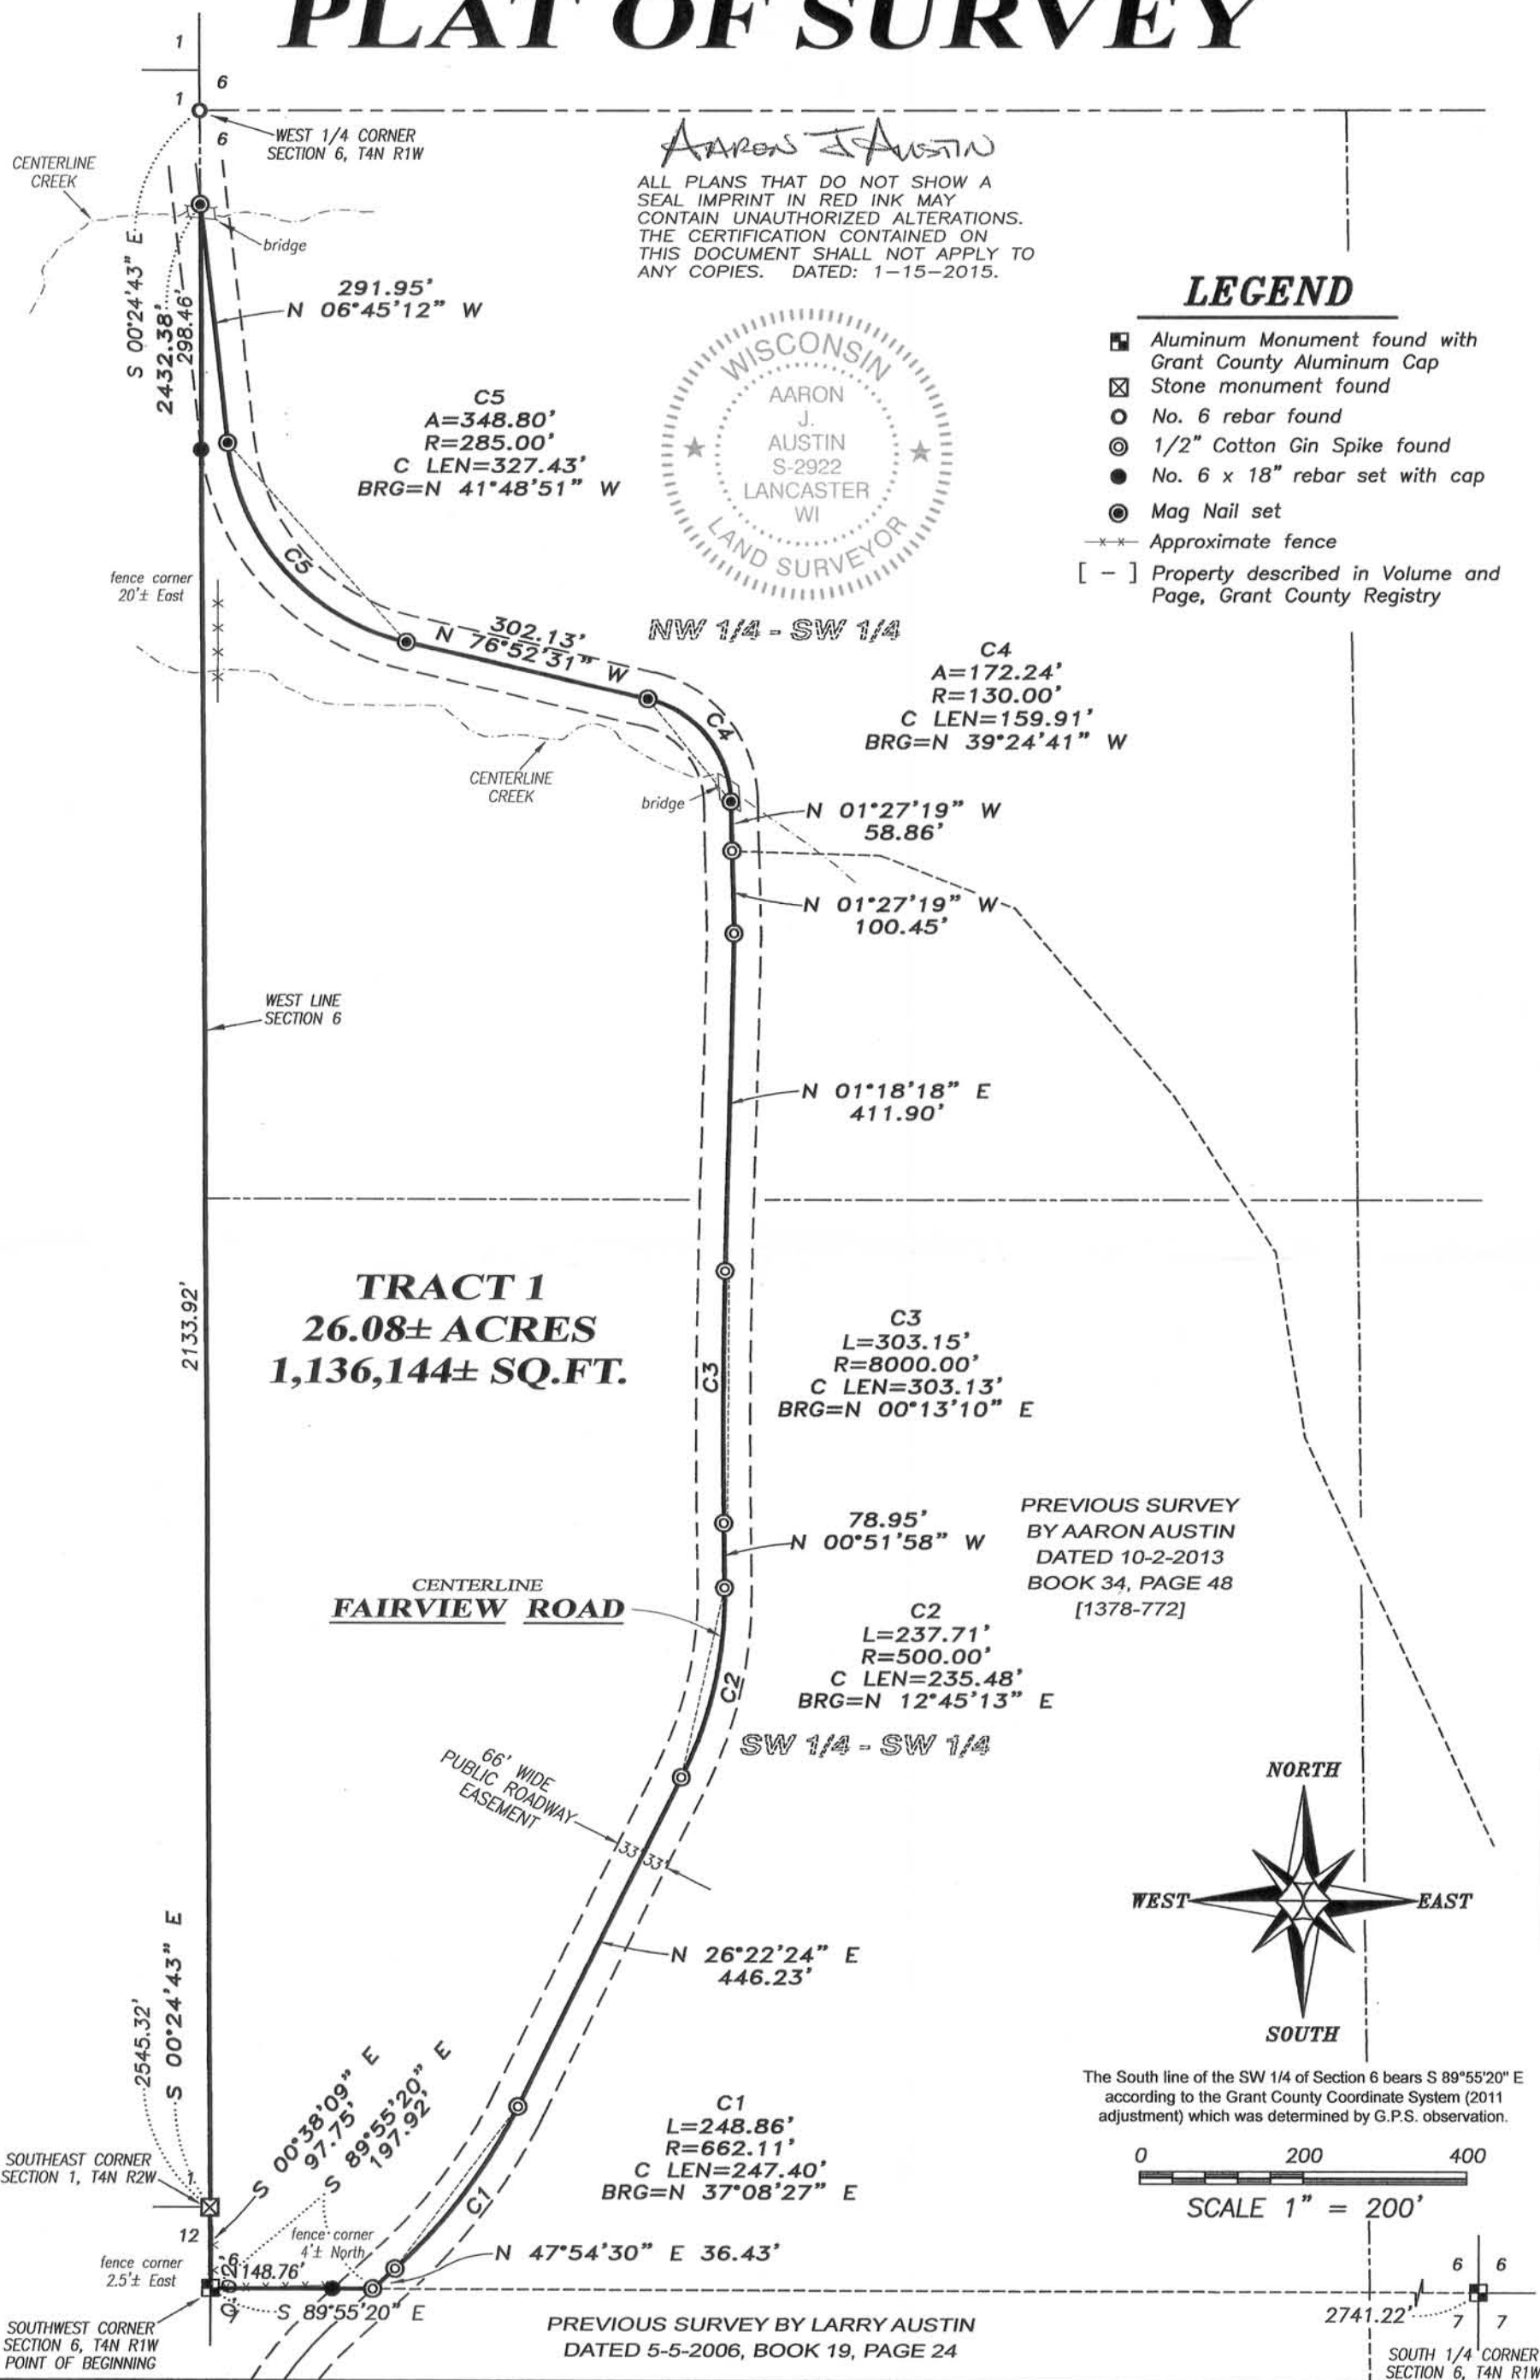 PLAT OF SURVEY
1
6
1
6
WEST 1/4 CORNER
SECTION 6, T4N R1W
CENTERLINE
CREEK
bridge
AARON J AUSTIN
ALL PLANS THAT DO NOT SHOW A
SEAL IMPRINT IN RED INK MAY
CONTAIN UNAUTHORIZED ALTERATIONS.
THE CERTIFICATION CONTAINED ON
THIS DOCUMENT SHALL NOT APPLY TO
ANY COPIES. DATED: 1-15-2015.
S 00°24'43" E
2432.38'
298.46'
291.95'
N 06°45'12" W
WISCONSIN
AARON
J.
AUSTIN
S-2922
LANCASTER
WI
LAND SURVEYOR
LEGEND
Aluminum Monument found with
Grant County Aluminum Cap
Stone monument found
No. 6 rebar found
1/2" Cotton Gin Spike found
No. 6 x 18" rebar set with cap
Mag Nail set
Approximate fence
[ - ] Property described in Volume and
Page, Grant County Registry
C5
A=348.80'
R=285.00'
C LEN=327.43'
BRG=N 41°48'51" W
C5
fence corner
20'± East
302.13'
N 76°52'31" W
NW 1/4 - SW 1/4
C4
C4
A=172.24'
R=130.00'
C LEN=159.91'
BRG=N 39°24'41" W
CENTERLINE
CREEK
bridge
N 01°27'19" W
58.86'
N 01°27'19" W
100.45'
WEST LINE
SECTION 6
N 01°18'18" E
411.90'
2133.92'
TRACT 1
26.08± ACRES
1,136,144± SQ.FT.
C3
C3
L=303.15'
R=8000.00'
C LEN=303.13'
BRG=N 00°13'10" E
78.95'
N 00°51'58" W
PREVIOUS SURVEY
BY AARON AUSTIN
DATED 10-2-2013
BOOK 34, PAGE 48
[1378-772]
CENTERLINE
FAIRVIEW ROAD
C2
L=237.71'
R=500.00'
C LEN=235.48'
BRG=N 12°45'13" E
C2
SW 1/4 - SW 1/4
66' WIDE
PUBLIC ROADWAY
EASEMENT
33' 33'
NORTH
WEST
EAST
SOUTH
N 26°22'24" E
446.23'
2545.32'
S 00°24'43" E
The South line of the SW 1/4 of Section 6 bears S 89°55'20" E
according to the Grant County Coordinate System (2011
adjustment) which was determined by G.P.S. observation.
0 200 400
SCALE 1" = 200'
S 00°38'09" E
97.75'
S 89°55'20" E
197.92'
C1
L=248.86'
R=662.11'
C LEN=247.40'
BRG=N 37°08'27" E
C1
SOUTHEAST CORNER
SECTION 1, T4N R2W
1
12
6
7
fence corner
4'± North
N 47°54'30" E 36.43'
fence corner
2.5'± East
148.76'
S 89°55'20" E
SOUTHWEST CORNER
SECTION 6, T4N R1W
POINT OF BEGINNING
PREVIOUS SURVEY BY LARRY AUSTIN
DATED 5-5-2006, BOOK 19, PAGE 24
2741.22'
6 6
7 7
SOUTH 1/4 CORNER
SECTION 6, T4N R1W